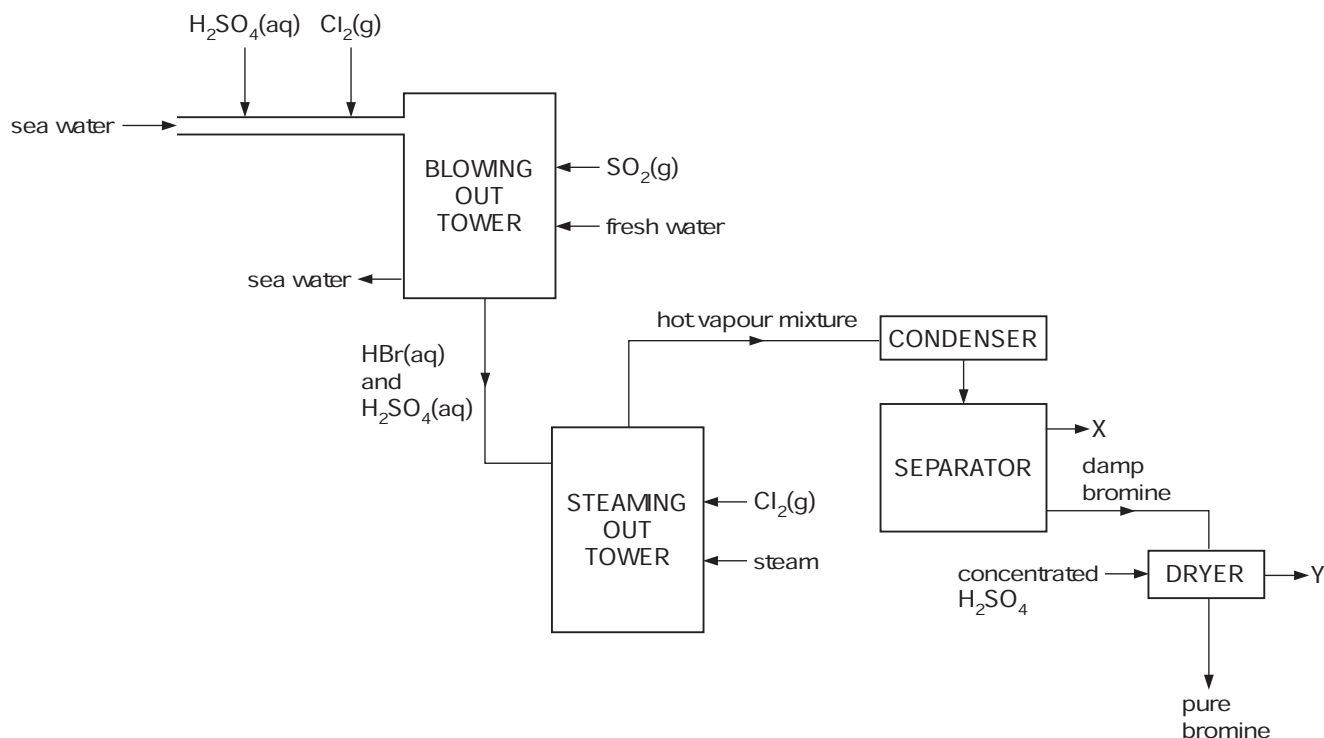 H₂SO₄(aq) Cl₂(g)
sea water
BLOWING
OUT
TOWER
SO₂(g)
fresh water
sea water
HBr(aq)
and
H₂SO₄(aq)
hot vapour mixture
CONDENSER
SEPARATOR
X
damp
bromine
STEAMING
OUT
TOWER
Cl₂(g)
steam
concentrated
H₂SO₄
DRYER
Y
pure
bromine